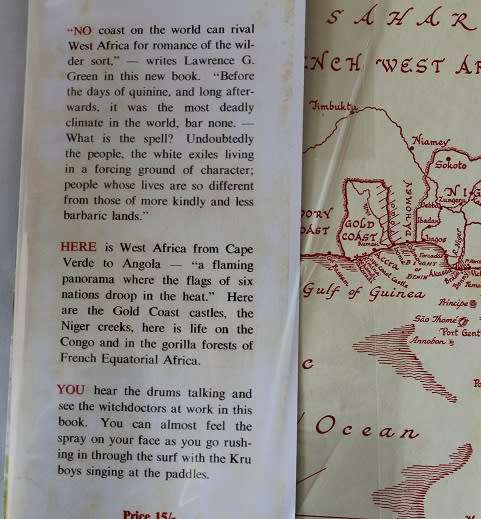 "NO coast on the world can rival
West Africa for romance of the wil-
der sort," — writes Lawrence G.
Green in this new book. "Before
the days of quinine, and long after-
wards, it was the most deadly
climate in the world, bar none. —
What is the spell? Undoubtedly
the people, the white exiles living
in a forcing ground of character;
people whose lives are so different
from those of more kindly and less
barbaric lands."
HERE is West Africa from Cape
Verde to Angola — "a flaming
panorama where the flags of six
nations droop in the heat." Here
are the Gold Coast castles, the
Niger creeks, here is life on the
Congo and in the gorilla forests of
French Equatorial Africa.
YOU hear the drums talking and
see the witchdoctors at work in this
book. You can almost feel the
spray on your face as you go rush-
ing in through the surf with the Kru
boys singing at the paddles.
Price 15/-
SAHAR
NCH WEST AF
Timbuktu
Niamey
Sokoto
NIG
Zungeru
DAHOMEY
Ibadan
Lagos
VORY
OAST
GOLD
COAST
Accra
BIGHT
OF
BENIN
Gulf of Guinea
Principe
São Thomé
Port Gent
Annobon
c
Ocean